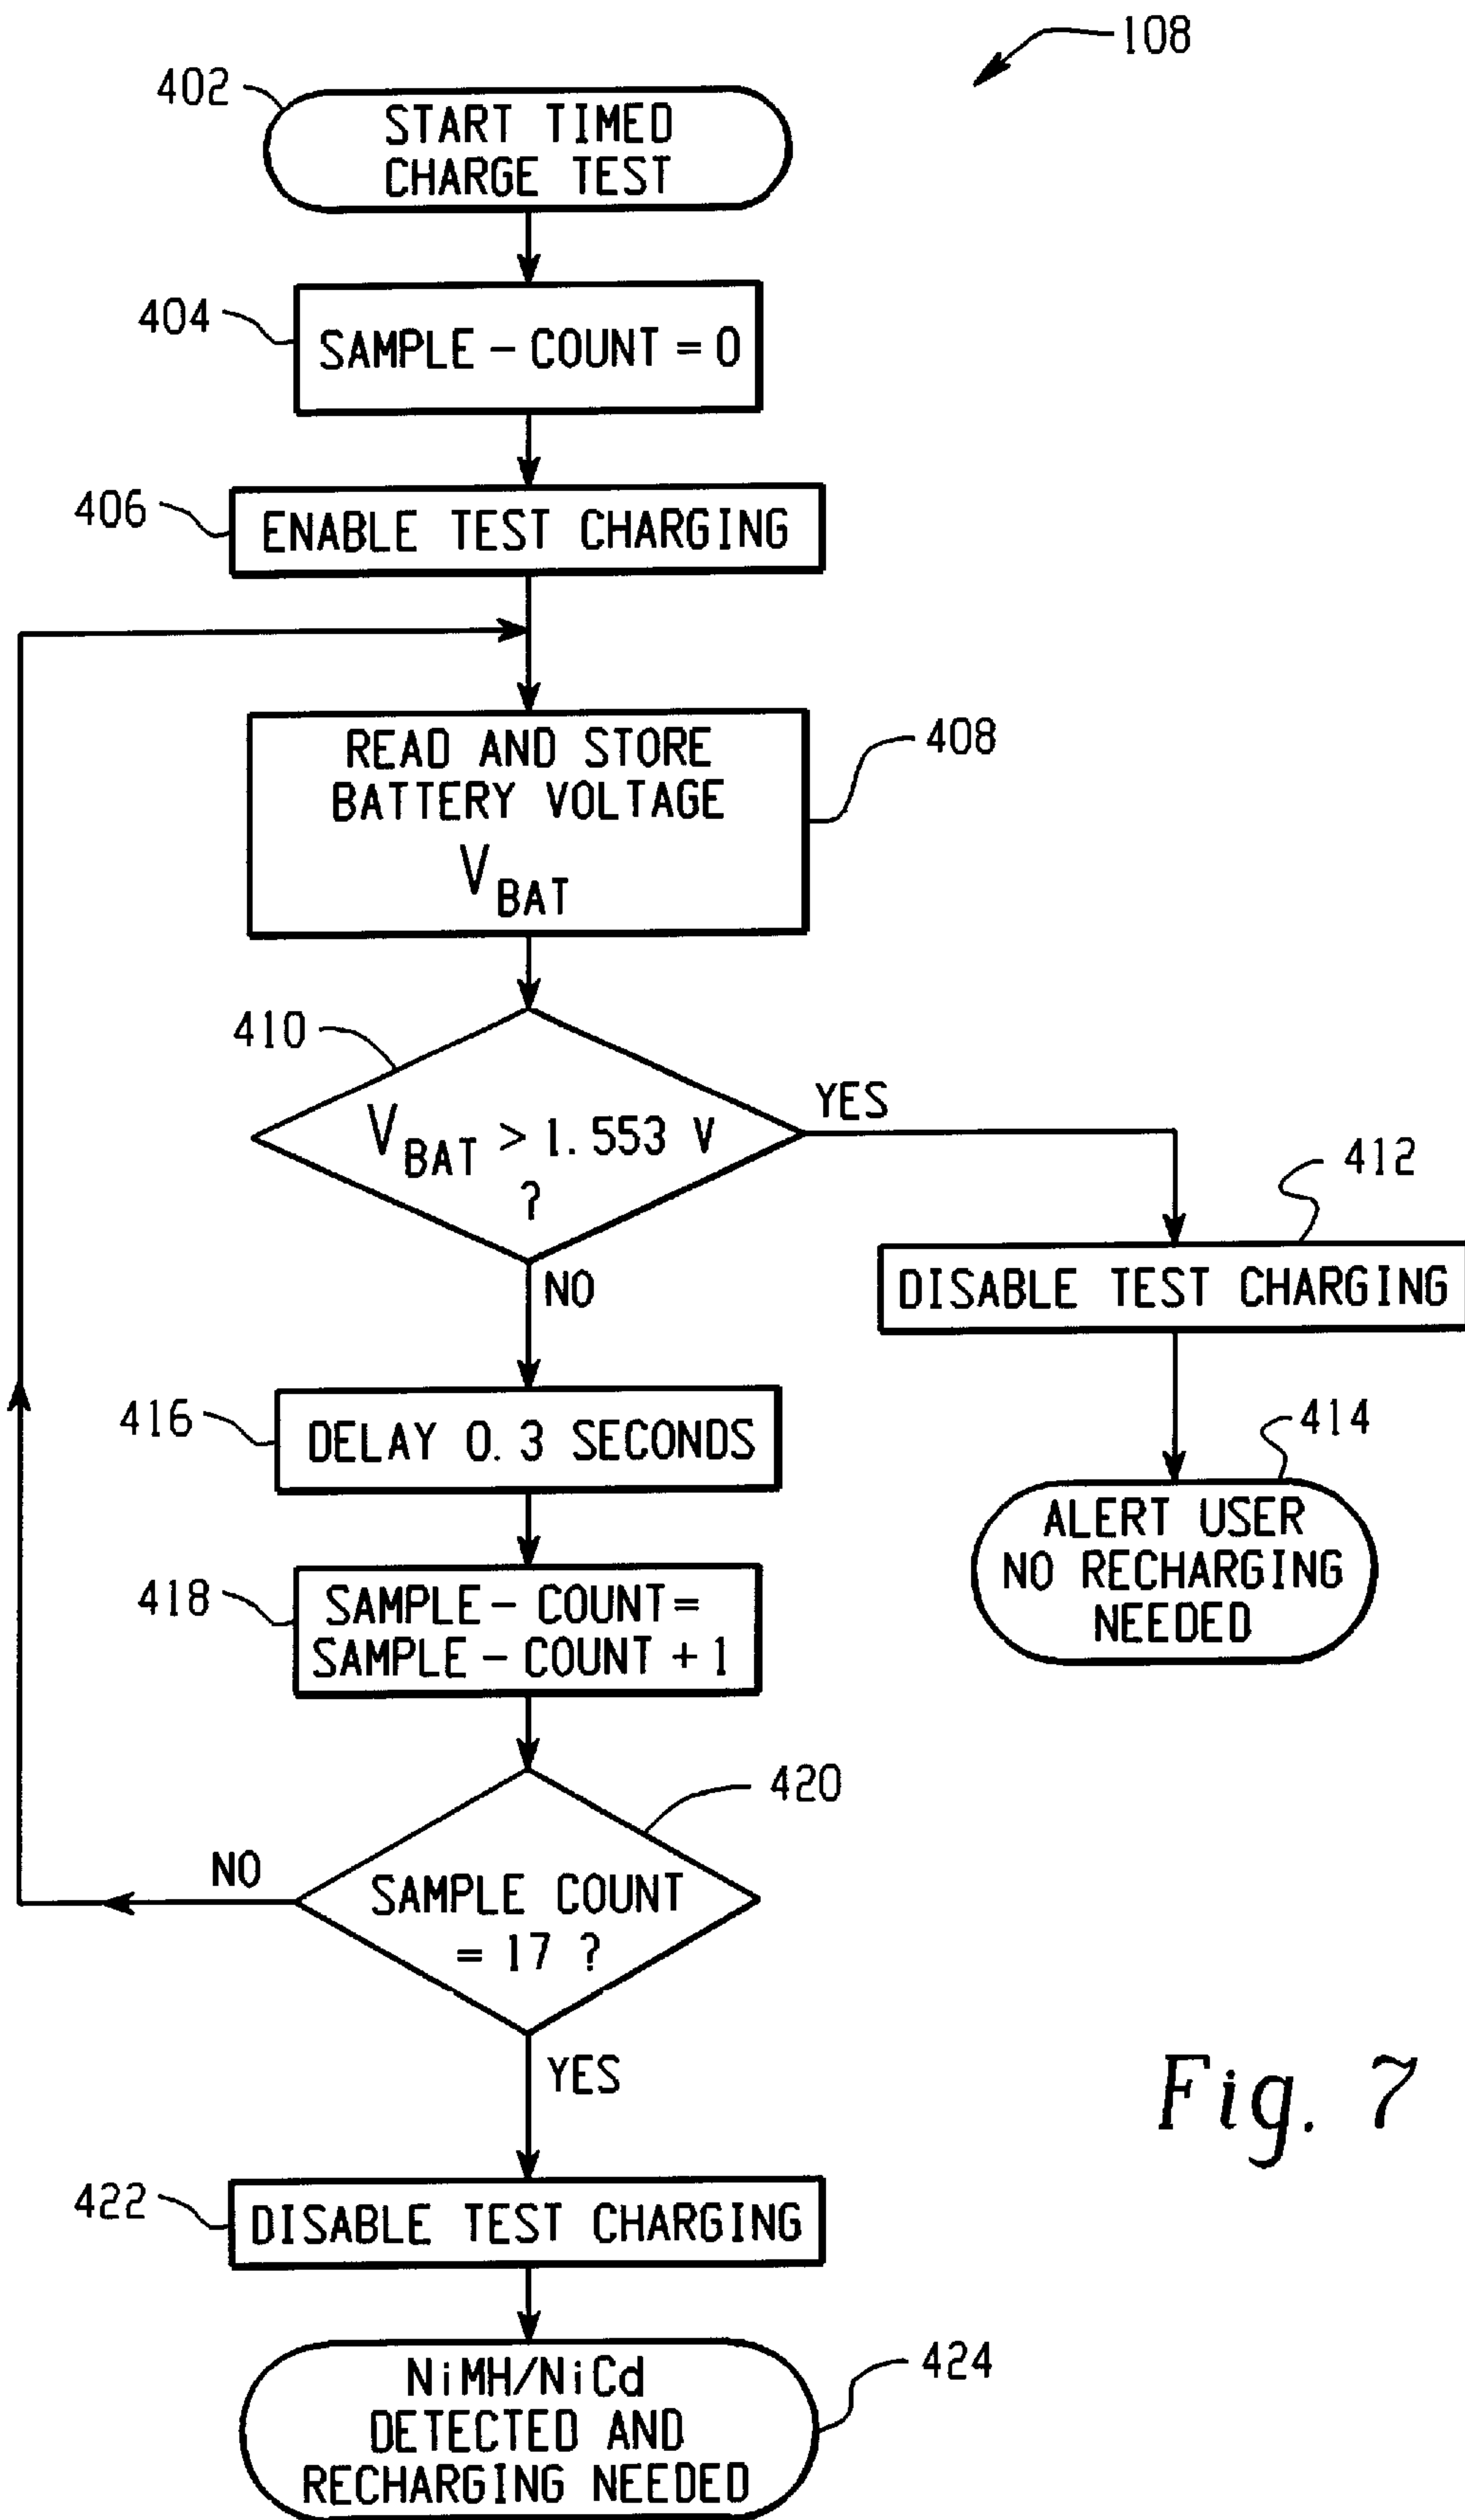 108
402
START TIMED
CHARGE TEST
404
SAMPLE - COUNT = 0
406
ENABLE TEST CHARGING
READ AND STORE
BATTERY VOLTAGE
VBAT
408
410
VBAT > 1.553 V
?
YES
NO
412
DISABLE TEST CHARGING
414
ALERT USER
NO RECHARGING
NEEDED
416
DELAY 0.3 SECONDS
418
SAMPLE - COUNT =
SAMPLE - COUNT + 1
420
SAMPLE COUNT
= 17 ?
NO
YES
422
DISABLE TEST CHARGING
NiMH/NiCd
DETECTED AND
RECHARGING NEEDED
424
Fig. 7